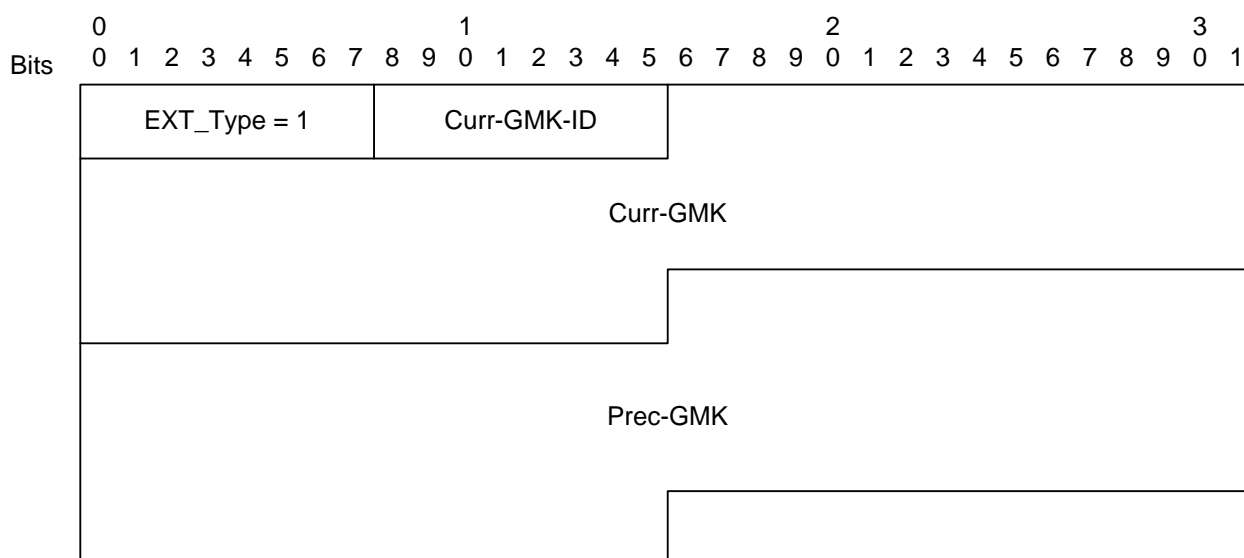 0 1 2 3
Bits 0 1 2 3 4 5 6 7 8 9 0 1 2 3 4 5 6 7 8 9 0 1 2 3 4 5 6 7 8 9 0 1
EXT_Type = 1 Curr-GMK-ID
Curr-GMK
Prec-GMK